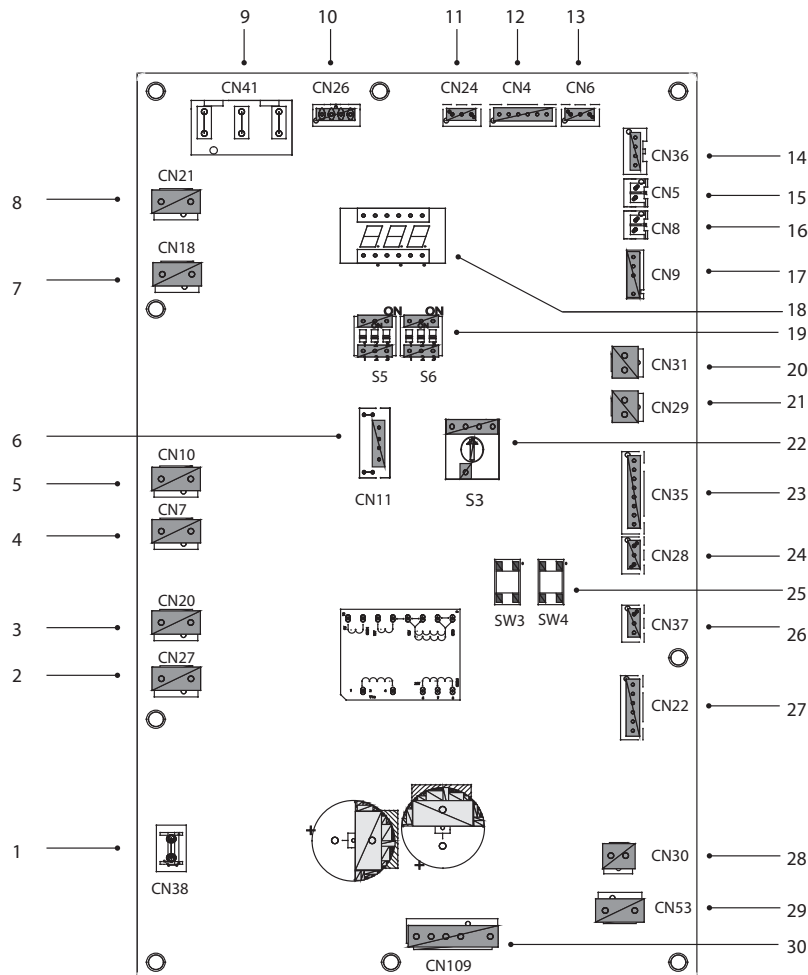 9 10 11 12 13
CN41 CN26 CN24 CN4 CN6
CN36 14
CN21
CN5 15
8
CN8 16
CN18
CN9 17
7
18
ON ON
19
S5 S6
CN31 20
CN29 21
6
22
CN10
CN11 S3
5
CN35 23
CN7
4
CN28 24
25
CN20
SW3 SW4
3
CN37 26
CN27
2
CN22 27
1
CN30 28
CN38
CN53 29
30
CN109